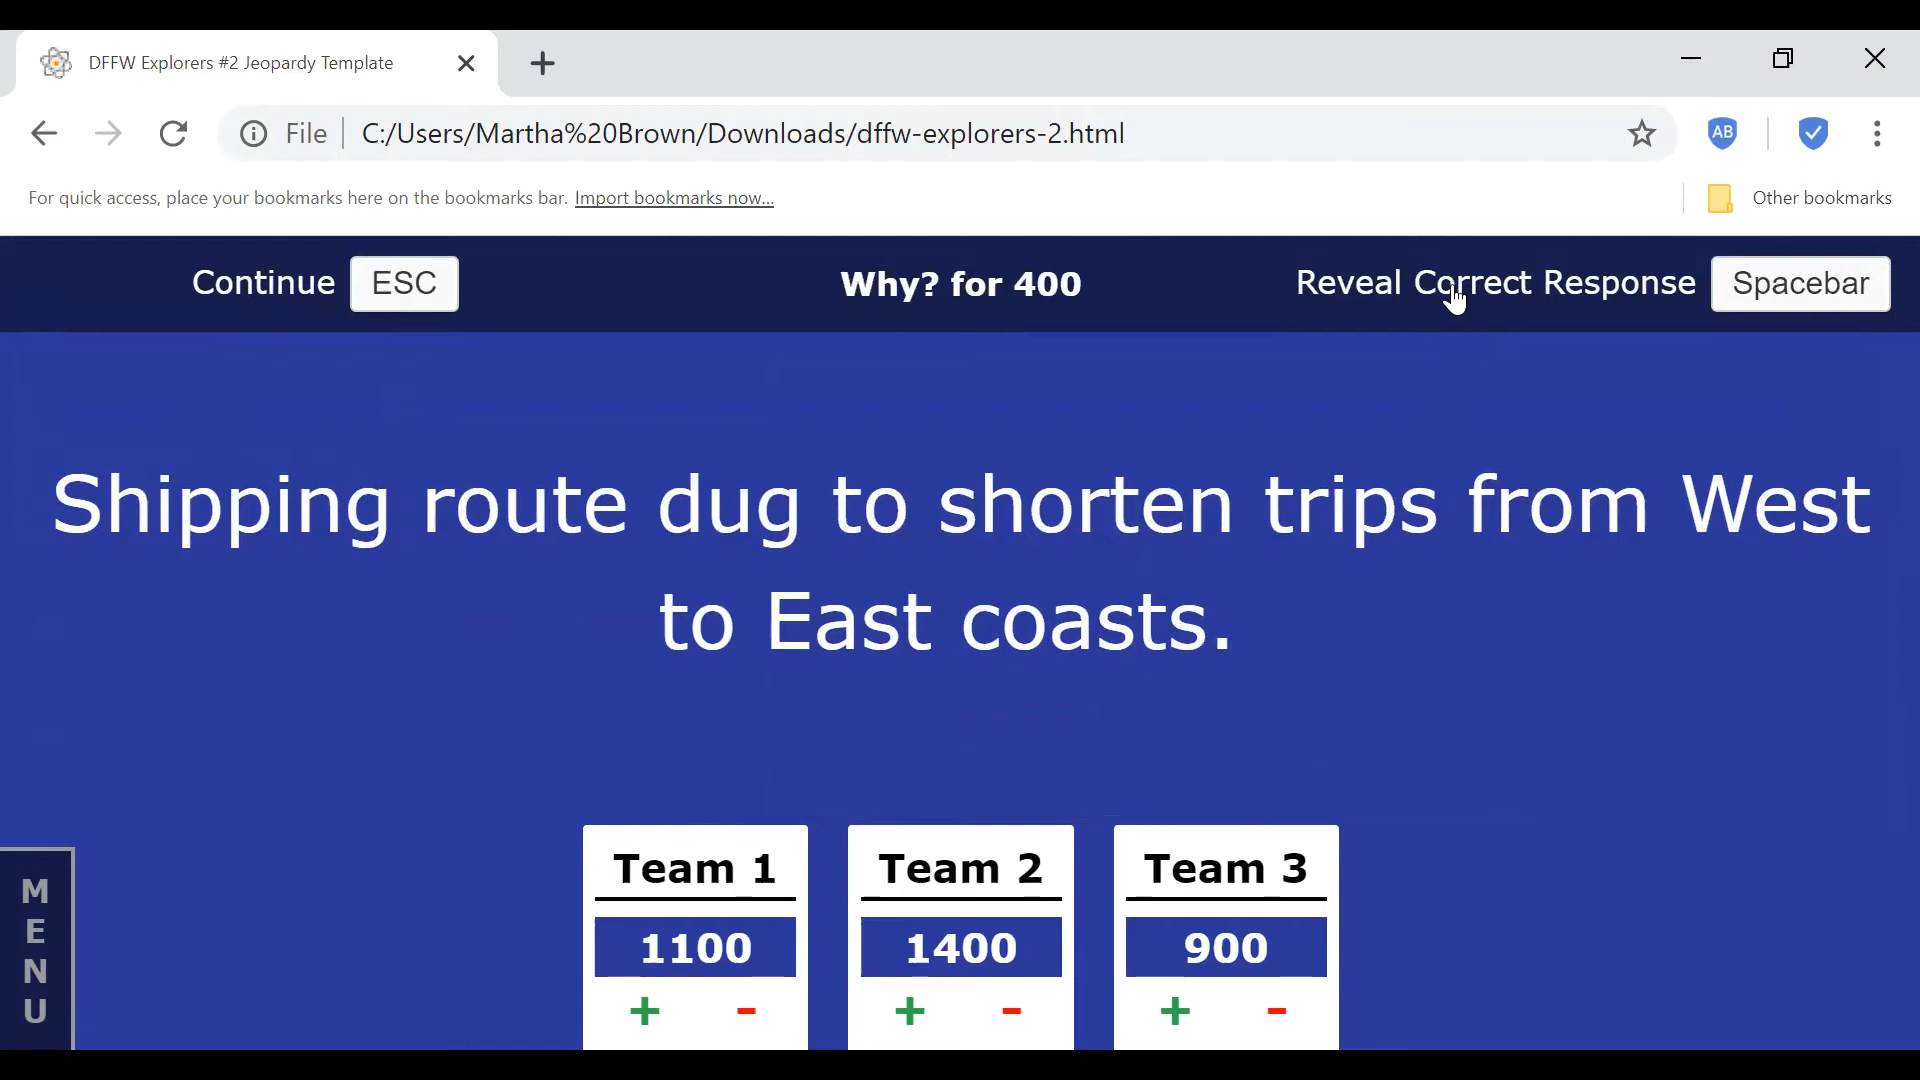 DFFW Explorers #2 Jeopardy Template
File C:/Users/Martha%20Brown/Downloads/dffw-explorers-2.html
AB
For quick access, place your bookmarks here on the bookmarks bar. Import bookmarks now...
Other bookmarks
Continue ESC
Why? for 400
Reveal Correct Response Spacebar
Shipping route dug to shorten trips from West
to East coasts.
MENU
Team 1
1100
+ -
Team 2
1400
+ -
Team 3
900
+ -